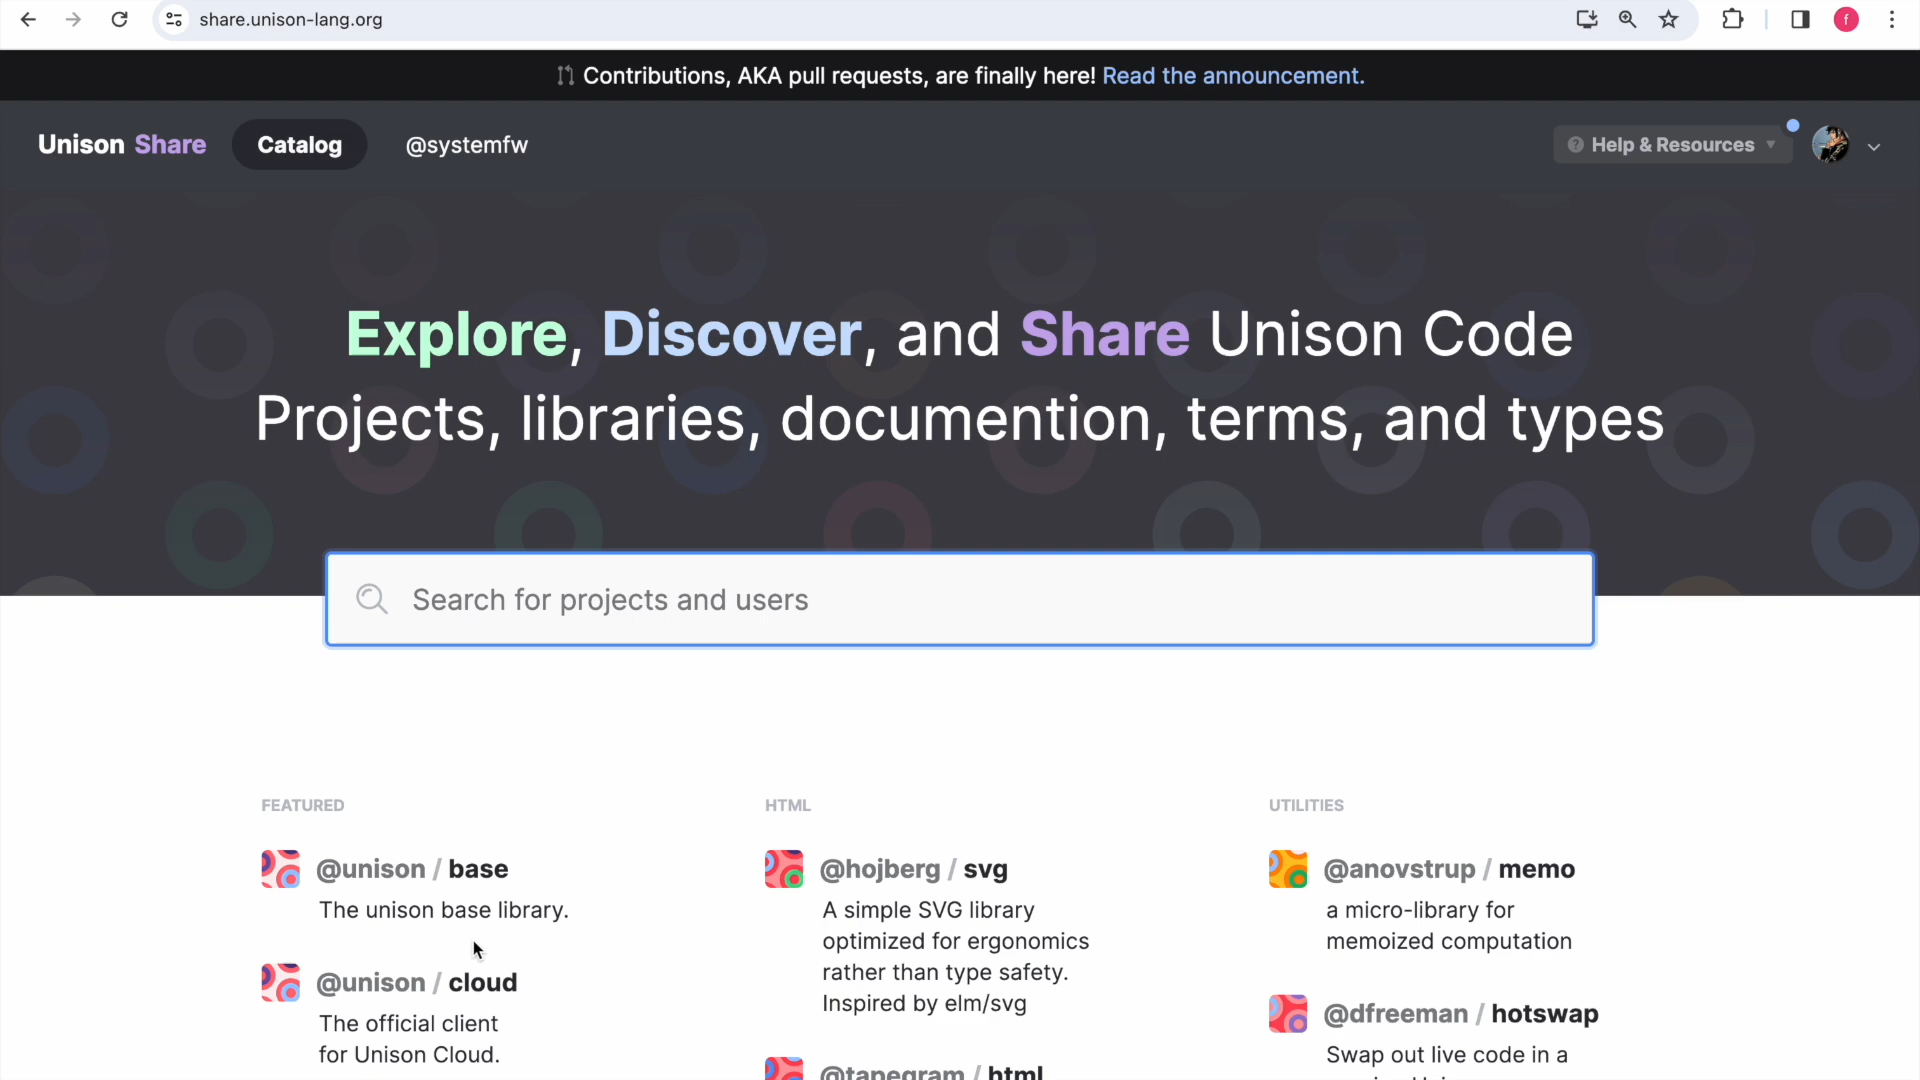 share.unison-lang.org
f
Contributions, AKA pull requests, are finally here! Read the announcement.
Unison Share
Catalog
@systemfw
Help & Resources
Explore, Discover, and Share Unison Code
Projects, libraries, documention, terms, and types
Search for projects and users
FEATURED
@unison / base
The unison base library.
@unison / cloud
The official client
for Unison Cloud.
HTML
@hojberg / svg
A simple SVG library
optimized for ergonomics
rather than type safety.
Inspired by elm/svg
@tapegram / html
UTILITIES
@anovstrup / memo
a micro-library for
memoized computation
@dfreeman / hotswap
Swap out live code in a